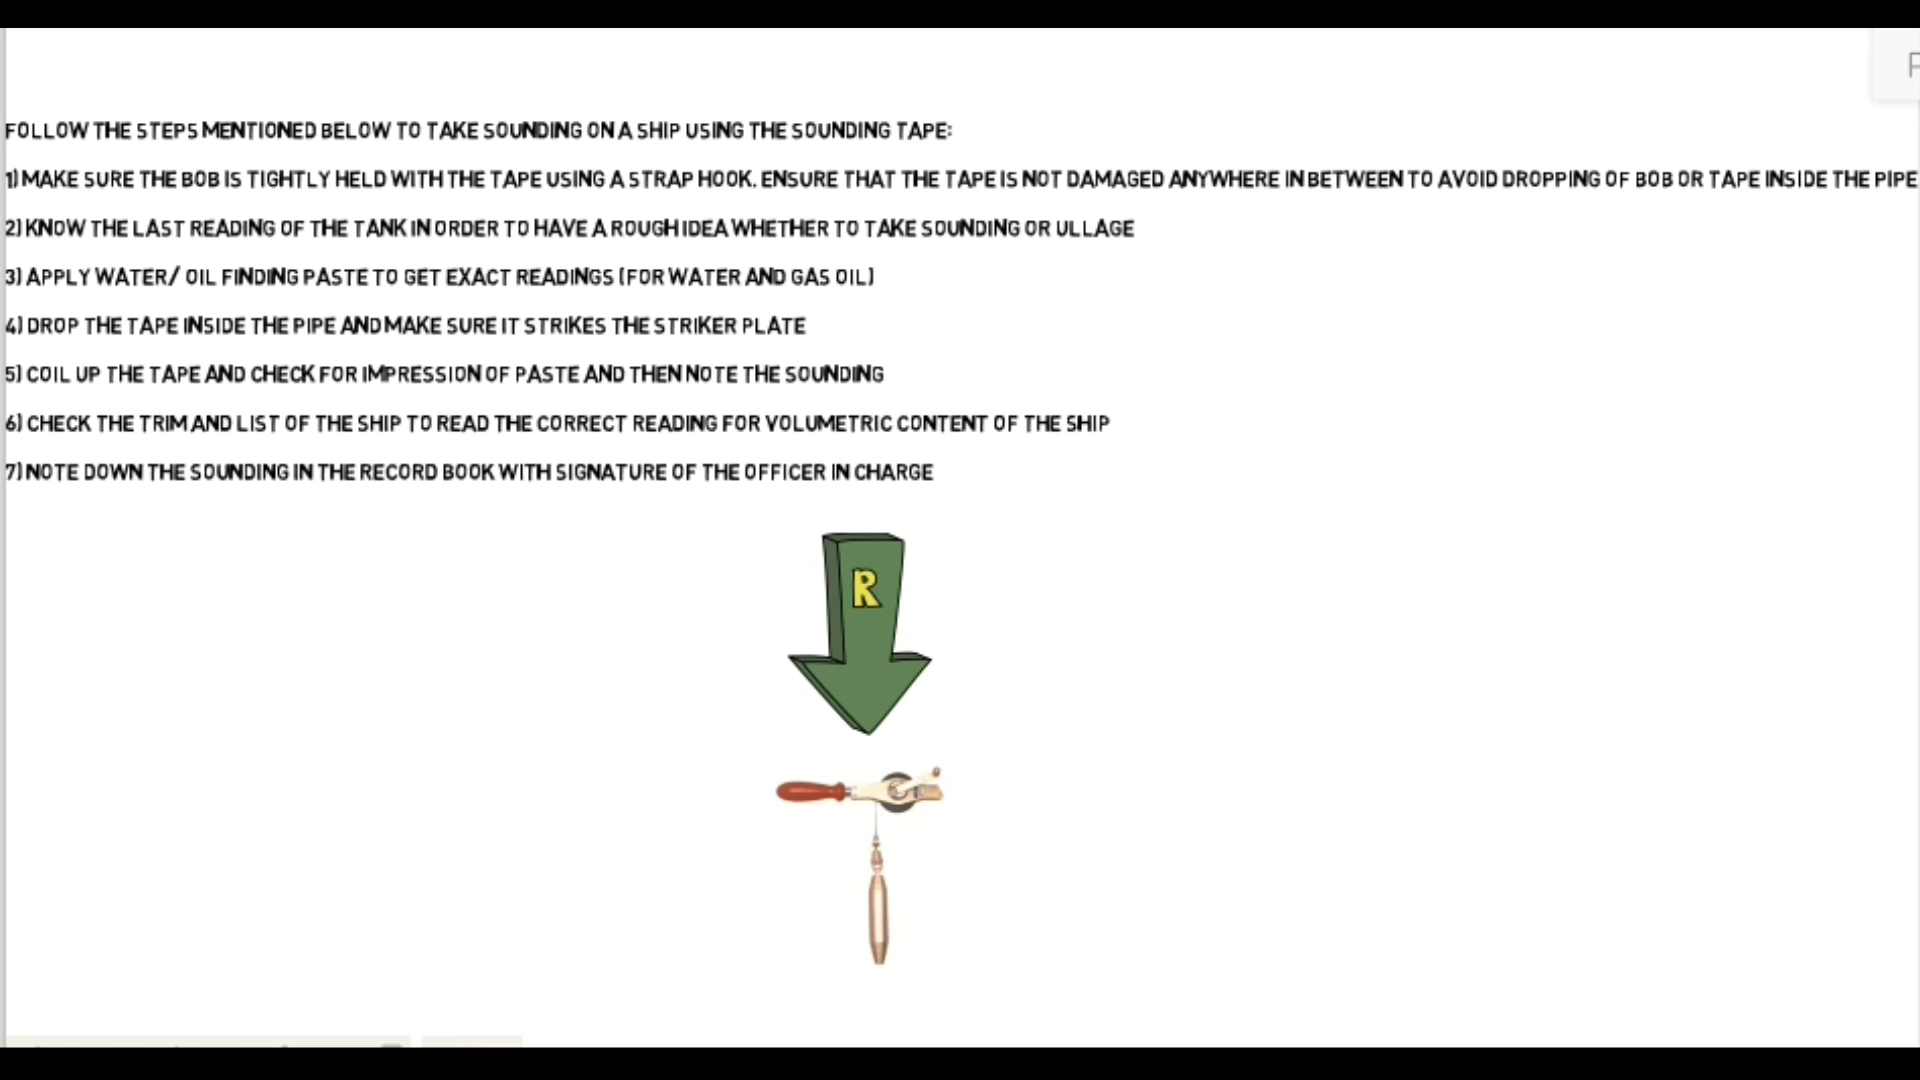 FOLLOW THE STEPS MENTIONED BELOW TO TAKE SOUNDING ON A SHIP USING THE SOUNDING TAPE:
1) MAKE SURE THE BOB IS TIGHTLY HELD WITH THE TAPE USING A STRAP HOOK. ENSURE THAT THE TAPE IS NOT DAMAGED ANYWHERE IN BETWEEN TO AVOID DROPPING OF BOB OR TAPE INSIDE THE PIPE
2) KNOW THE LAST READING OF THE TANK IN ORDER TO HAVE A ROUGH IDEA WHETHER TO TAKE SOUNDING OR ULLAGE
3) APPLY WATER/ OIL FINDING PASTE TO GET EXACT READINGS (FOR WATER AND GAS OIL)
4) DROP THE TAPE INSIDE THE PIPE AND MAKE SURE IT STRIKES THE STRIKER PLATE
5) COIL UP THE TAPE AND CHECK FOR IMPRESSION OF PASTE AND THEN NOTE THE SOUNDING
6) CHECK THE TRIM AND LIST OF THE SHIP TO READ THE CORRECT READING FOR VOLUMETRIC CONTENT OF THE SHIP
7) NOTE DOWN THE SOUNDING IN THE RECORD BOOK WITH SIGNATURE OF THE OFFICER IN CHARGE
R